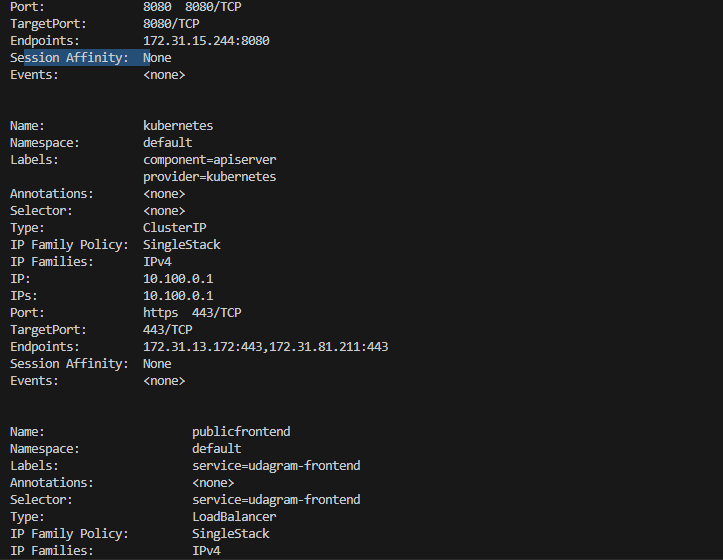 Port:              8080  8080/TCP
TargetPort:        8080/TCP
Endpoints:         172.31.15.244:8080
Session Affinity:  None
Events:            <none>
Name:              kubernetes
Namespace:         default
Labels:            component=apiserver
                   provider=kubernetes
Annotations:       <none>
Selector:          <none>
Type:              ClusterIP
IP Family Policy:  SingleStack
IP Families:       IPv4
IP:                10.100.0.1
IPs:               10.100.0.1
Port:              https  443/TCP
TargetPort:        443/TCP
Endpoints:         172.31.13.172:443,172.31.81.211:443
Session Affinity:  None
Events:            <none>
Name:                     publicfrontend
Namespace:                default
Labels:                   service=udagram-frontend
Annotations:              <none>
Selector:                 service=udagram-frontend
Type:                     LoadBalancer
IP Family Policy:         SingleStack
IP Families:              IPv4